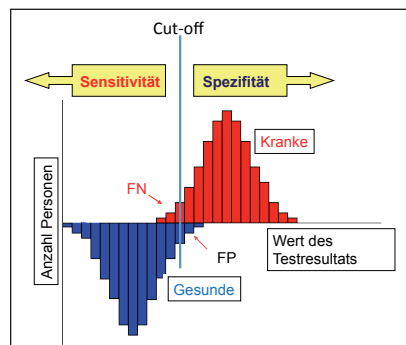 Cut-off
Sensitivität
Spezifität
Kranke
FN
Anzahl Personen
Wert des
Testresultats
FP
Gesunde